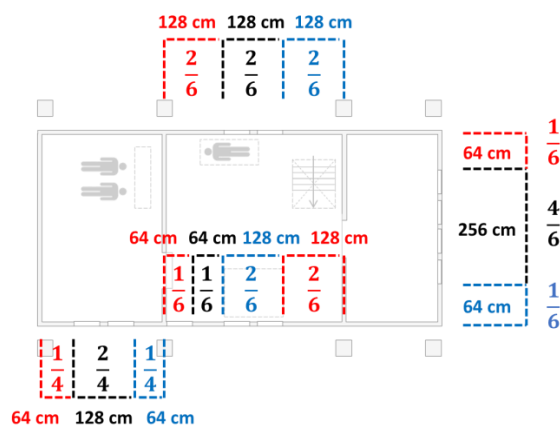 128 cm 128 cm 128 cm
2/6 2/6 2/6
1/6
64 cm
4/6
256 cm
64 cm 64 cm 128 cm 128 cm
1/6 1/6 2/6 2/6
64 cm 1/6
1/4 2/4 1/4
64 cm 128 cm 64 cm